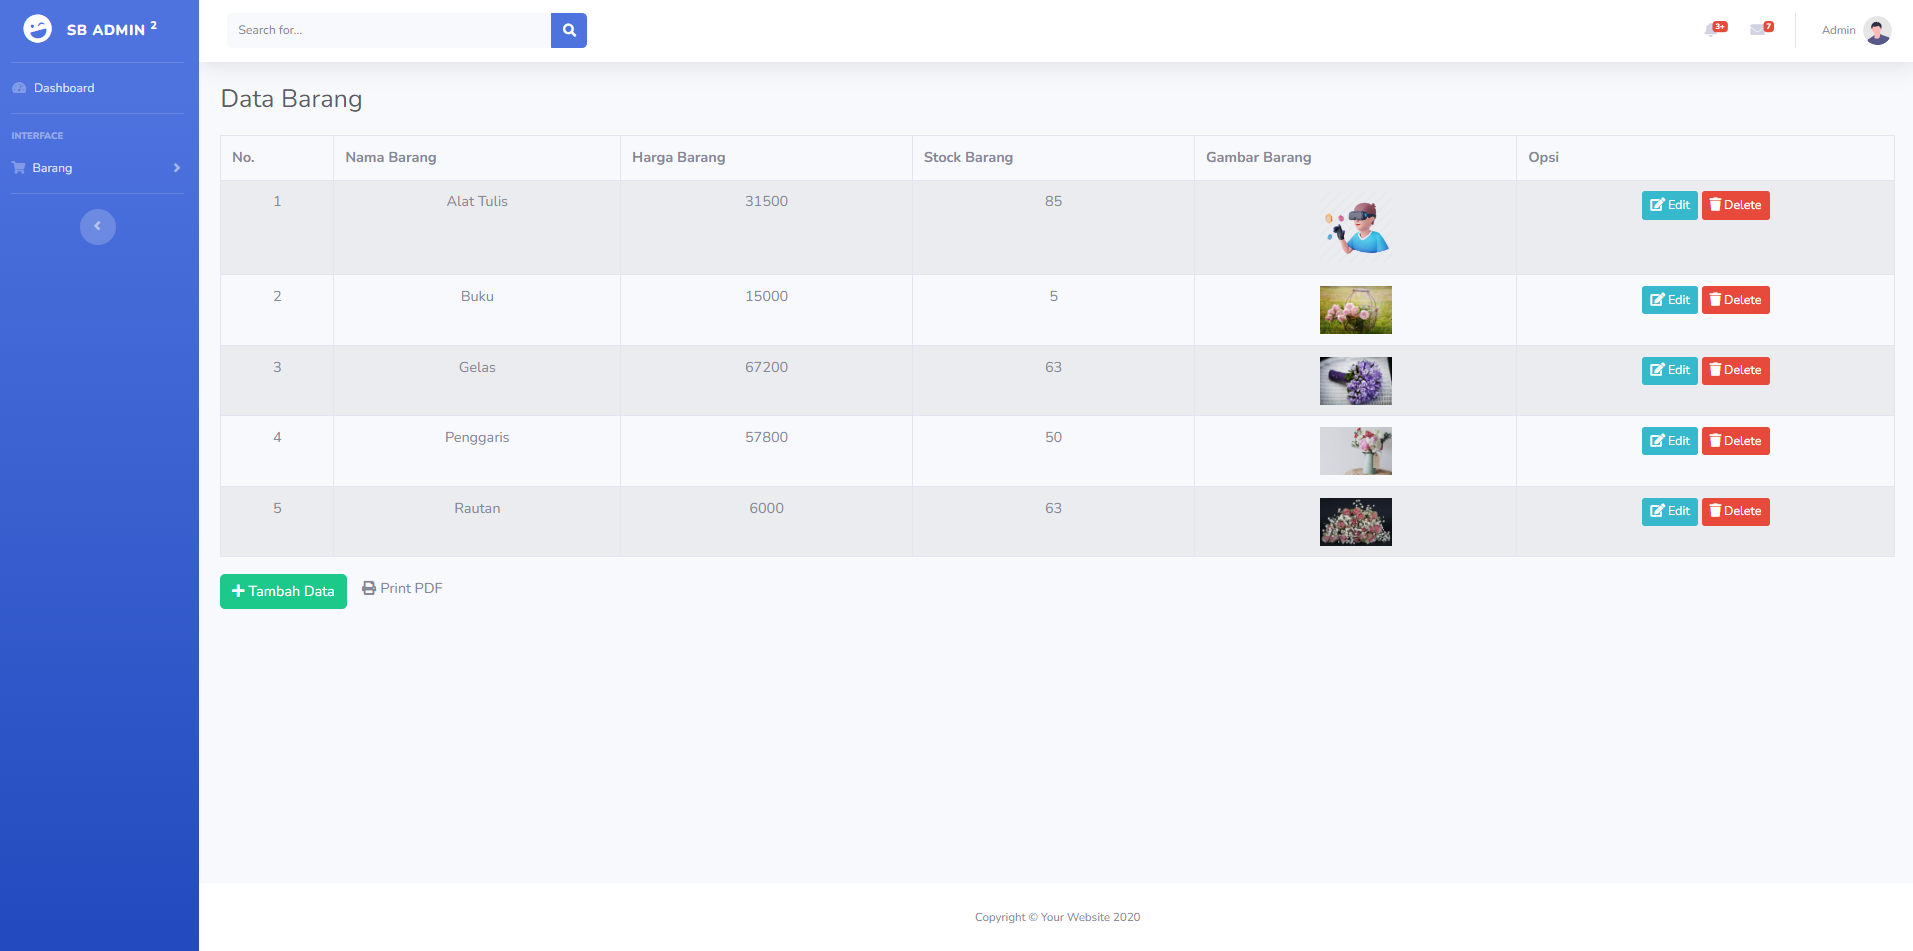 SB ADMIN 2
Search for...
3+
7
Admin
Dashboard
INTERFACE
Barang
Data Barang
No. Nama Barang Harga Barang Stock Barang Gambar Barang Opsi
1 Alat Tulis 31500 85 Edit Delete
2 Buku 15000 5 Edit Delete
3 Gelas 67200 63 Edit Delete
4 Penggaris 57800 50 Edit Delete
5 Rautan 6000 63 Edit Delete
Tambah Data Print PDF
Copyright © Your Website 2020